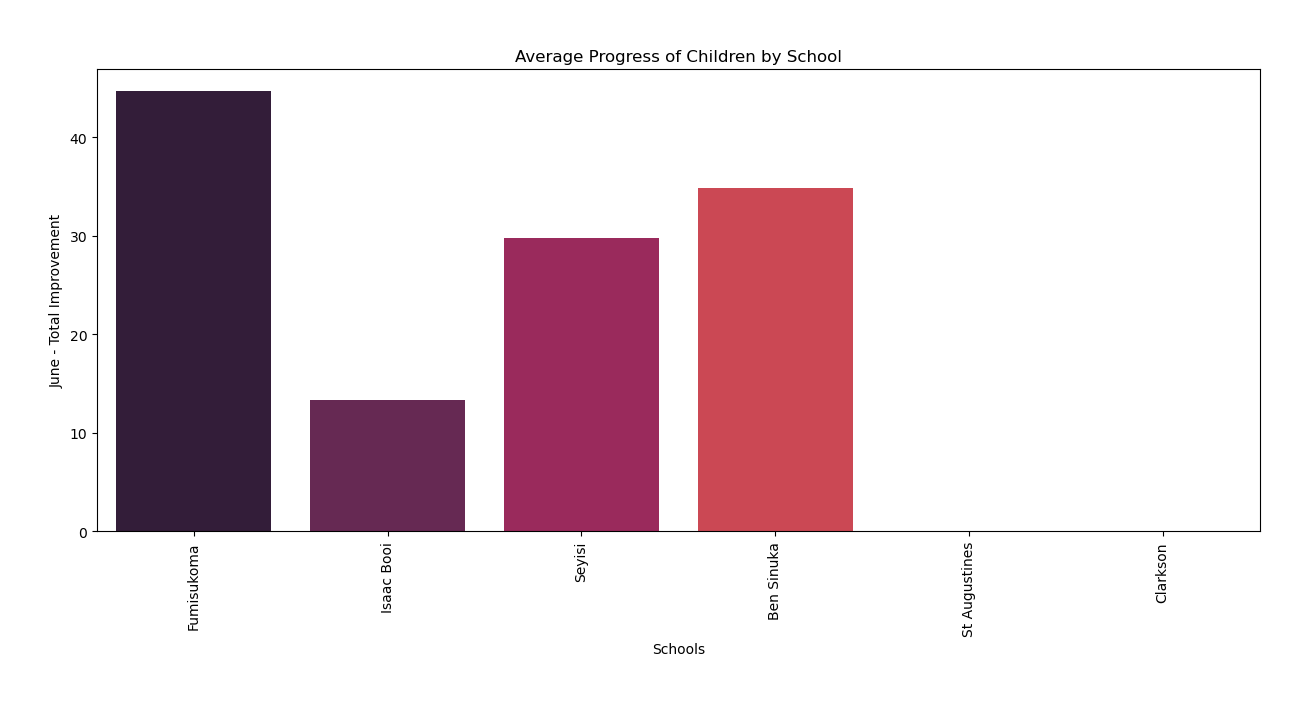 Average Progress of Children by School
June - Total Improvement
40
30
20
10
0
Fumisukoma
Isaac Booi
Seyisi
Ben Sinuka
St Augustines
Clarkson
Schools